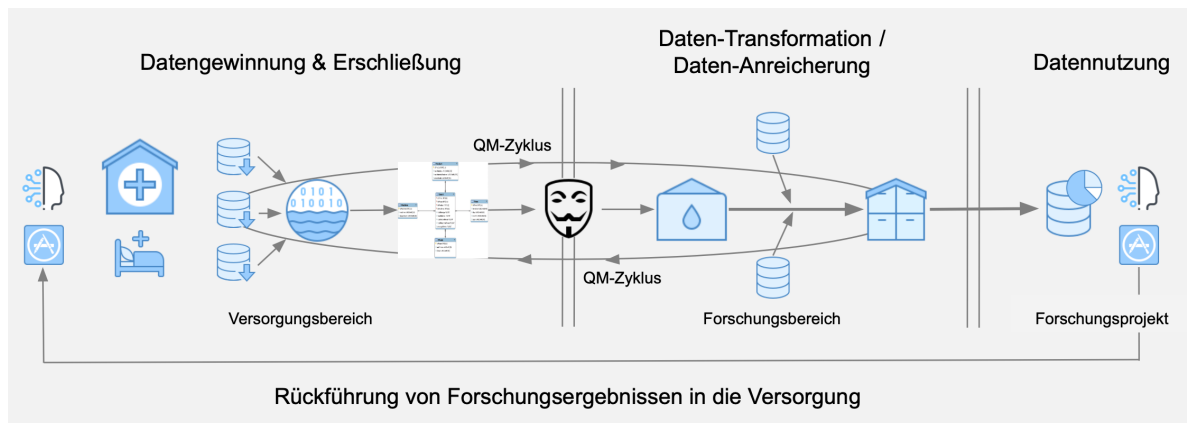 Datengewinnung & Erschließung
Daten-Transformation /
Daten-Anreicherung
Datennutzung
QM-Zyklus
0101
010010
QM-Zyklus
Versorgungsbereich
Forschungsbereich
Forschungsprojekt
Rückführung von Forschungsergebnissen in die Versorgung